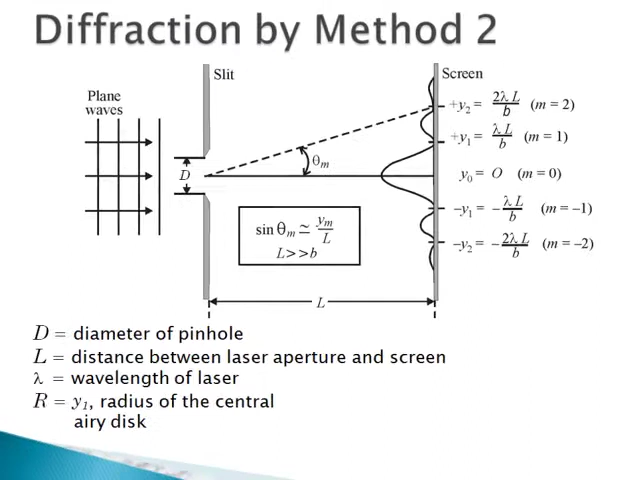 Diffraction by Method 2
Slit
Screen
Plane
waves
+y₂ = 2λL/b (m = 2)
+y₁ = λL/b (m = 1)
θₘ
D
y₀ = O (m = 0)
–y₁ = –λL/b (m = –1)
sin θₘ ≃ yₘ/L
L>>b
–y₂ = –2λL/b (m = –2)
L
D = diameter of pinhole
L = distance between laser aperture and screen
λ = wavelength of laser
R = y₁, radius of the central
airy disk